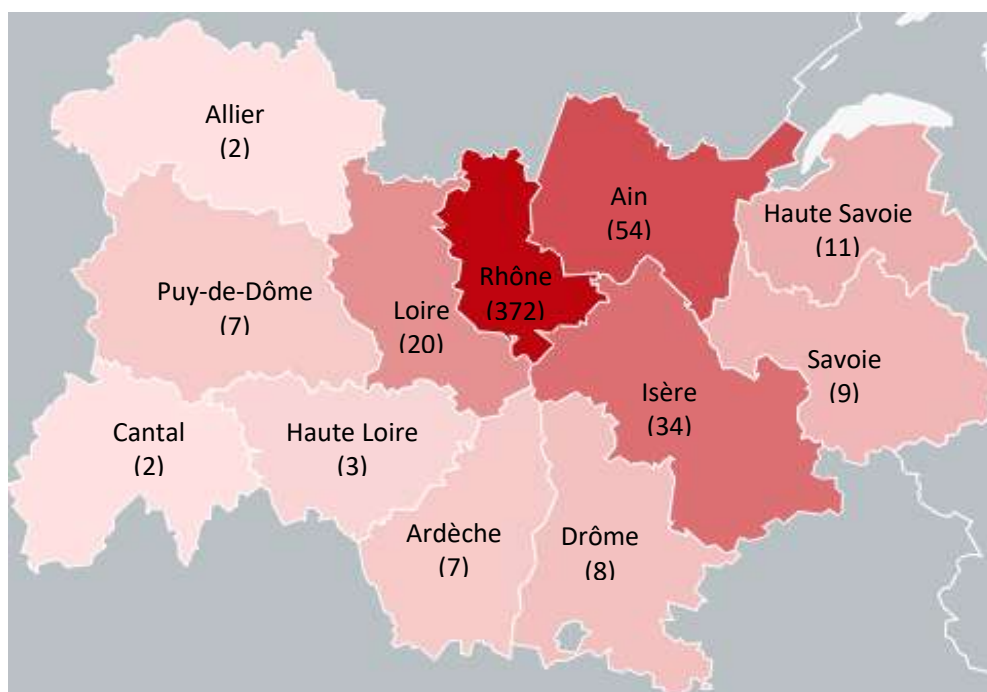 Allier
(2)
Ain
(54)
Haute Savoie
(11)
Puy-de-Dôme
(7)
Loire
(20)
Rhône
(372)
Savoie
(9)
Isère
(34)
Cantal
(2)
Haute Loire
(3)
Ardèche
(7)
Drôme
(8)